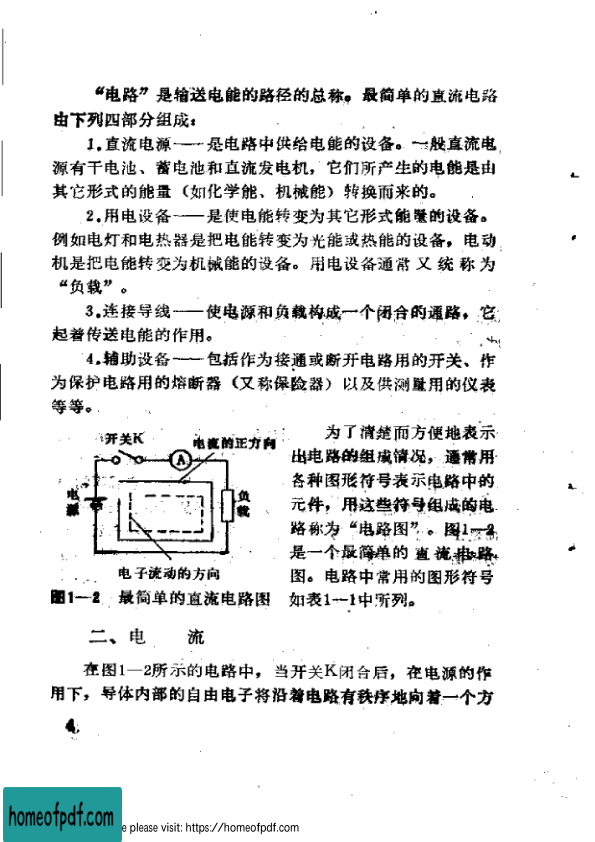 “电路”是输送电能的路径的总称。最简单的直流电路
由下列四部分组成：
1.直流电源——是电路中供给电能的设备。一般直流电
源有干电池、蓄电池和直流发电机，它们所产生的电能是由
其它形式的能量（如化学能、机械能）转换而来的。
2.用电设备——是使电能转变为其它形式能量的设备。
例如电灯和电热器是把电能转变为光能或热能的设备，电动
机是把电能转变为机械能的设备。用电设备通常又统称为
“负载”。
3.连接导线——使电源和负载构成一个闭合的通路，它
起着传送电能的作用。
4.辅助设备——包括作为接通或断开电路用的开关、作
为保护电路用的熔断器（又称保险器）以及供测量用的仪表
等等。
开关K
电流的正方向
A
电源
负载
电子流动的方向
图1—2 最简单的直流电路图
为了清楚而方便地表示
出电路的组成情况，通常用
各种图形符号表示电路中的
元件，用这些符号组成的电
路称为“电路图”。图1—2
是一个最简单的直流电路
图。电路中常用的图形符号
如表1—1中所列。
二、电 流
在图1—2所示的电路中，当开关K闭合后，在电源的作
用下，导体内部的自由电子将沿着电路有秩序地向着一个方
4
homeofpdf.com
e please visit: https://homeofpdf.com